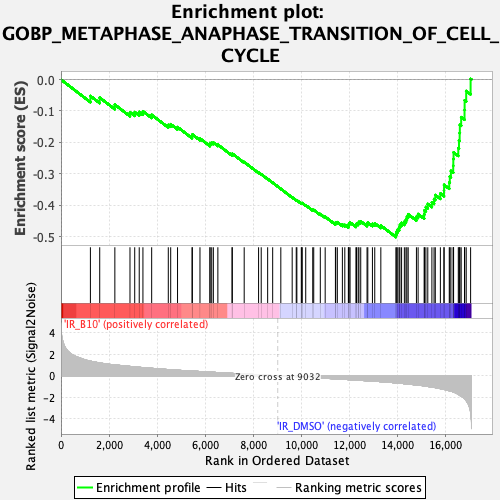 Enrichment plot:
GOBP_METAPHASE_ANAPHASE_TRANSITION_OF_CELL_
CYCLE
Enrichment score (ES)
0.0
-0.1
-0.2
-0.3
-0.4
-0.5
Ranked list metric (Signal2Noise)
'IR_B10' (positively correlated)
4
2
0
-2
-4
Zero cross at 9032
'IR_DMSO' (negatively correlated)
0
2,000
4,000
6,000
8,000
10,000
12,000
14,000
16,000
Rank in Ordered Dataset
Enrichment profile
Hits
Ranking metric scores